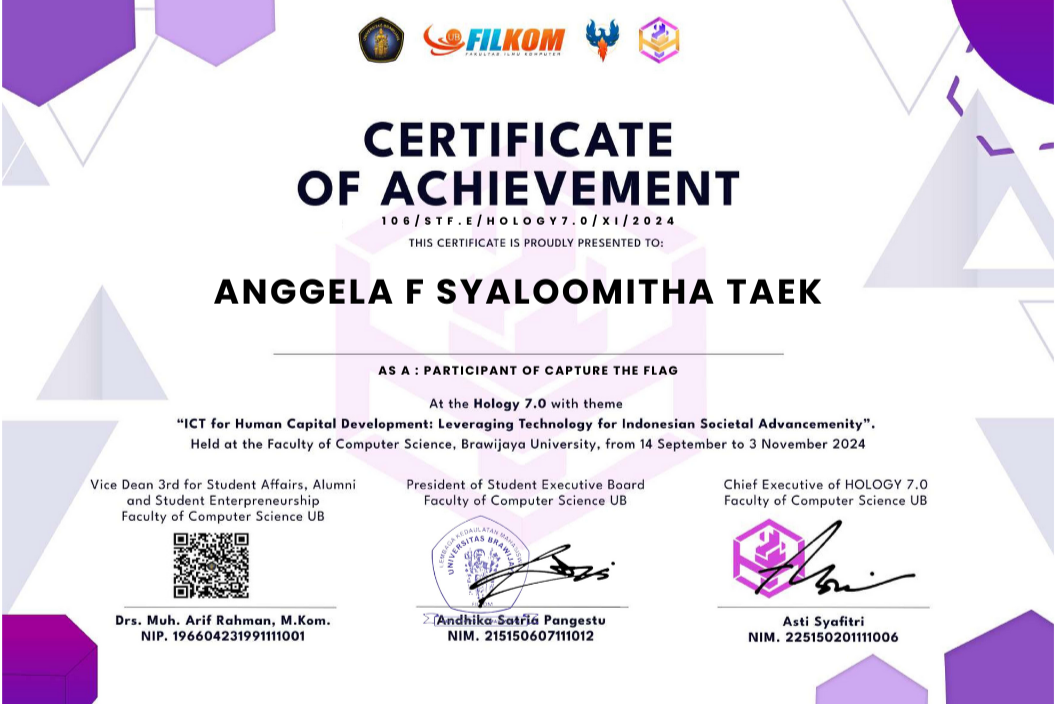 UB FILKOM
FAKULTAS ILMU KOMPUTER
CERTIFICATE
OF ACHIEVEMENT
106/STF.E/HOLOGY7.0/XI/2024
THIS CERTIFICATE IS PROUDLY PRESENTED TO:
ANGGELA F SYALOOMITHA TAEK
AS A : PARTICIPANT OF CAPTURE THE FLAG
At the Hology 7.0 with theme
“ICT for Human Capital Development: Leveraging Technology for Indonesian Societal Advancemenity”.
Held at the Faculty of Computer Science, Brawijaya University, from 14 September to 3 November 2024
Vice Dean 3rd for Student Affairs, Alumni
and Student Enterpreneurship
Faculty of Computer Science UB
President of Student Executive Board
Faculty of Computer Science UB
Chief Executive of HOLOGY 7.0
Faculty of Computer Science UB
LEMBAGA KEDAULATAN
UNIVERSITAS
Drs. Muh. Arif Rahman, M.Kom.
NIP. 196604231991111001
Andhika Satria Pangestu
NIM. 215150607111012
Asti Syafitri
NIM. 225150201111006